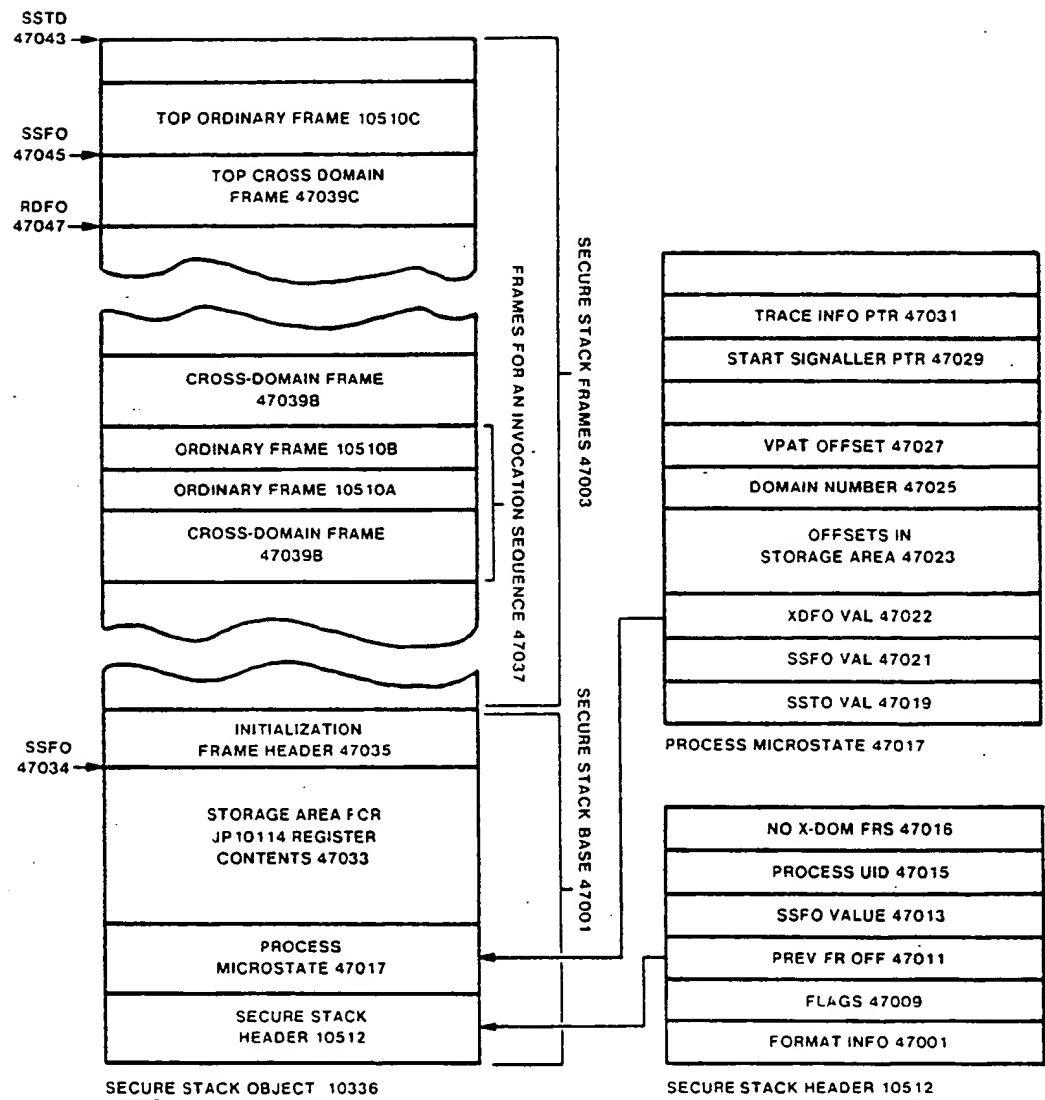 SSTD
47043
TOP ORDINARY FRAME 10510C
SSFO
47045
TOP CROSS DOMAIN
FRAME 47039C
RDFO
47047
CROSS-DOMAIN FRAME
47039B
ORDINARY FRAME 10510B
ORDINARY FRAME 10510A
CROSS-DOMAIN FRAME
47039B
FRAMES FOR AN INVOCATION SEQUENCE 47037
SECURE STACK FRAMES 47003
INITIALIZATION
FRAME HEADER 47035
SSFO
47034
STORAGE AREA FCR
JP10114 REGISTER
CONTENTS 47033
PROCESS
MICROSTATE 47017
SECURE STACK
HEADER 10512
SECURE STACK BASE 47001
SECURE STACK OBJECT 10336
TRACE INFO PTR 47031
START SIGNALLER PTR 47029
VPAT OFFSET 47027
DOMAIN NUMBER 47025
OFFSETS IN
STORAGE AREA 47023
XDFO VAL 47022
SSFO VAL 47021
SSTO VAL 47019
PROCESS MICROSTATE 47017
NO X-DOM FRS 47016
PROCESS UID 47015
SSFO VALUE 47013
PREV FR OFF 47011
FLAGS 47009
FORMAT INFO 47001
SECURE STACK HEADER 10512